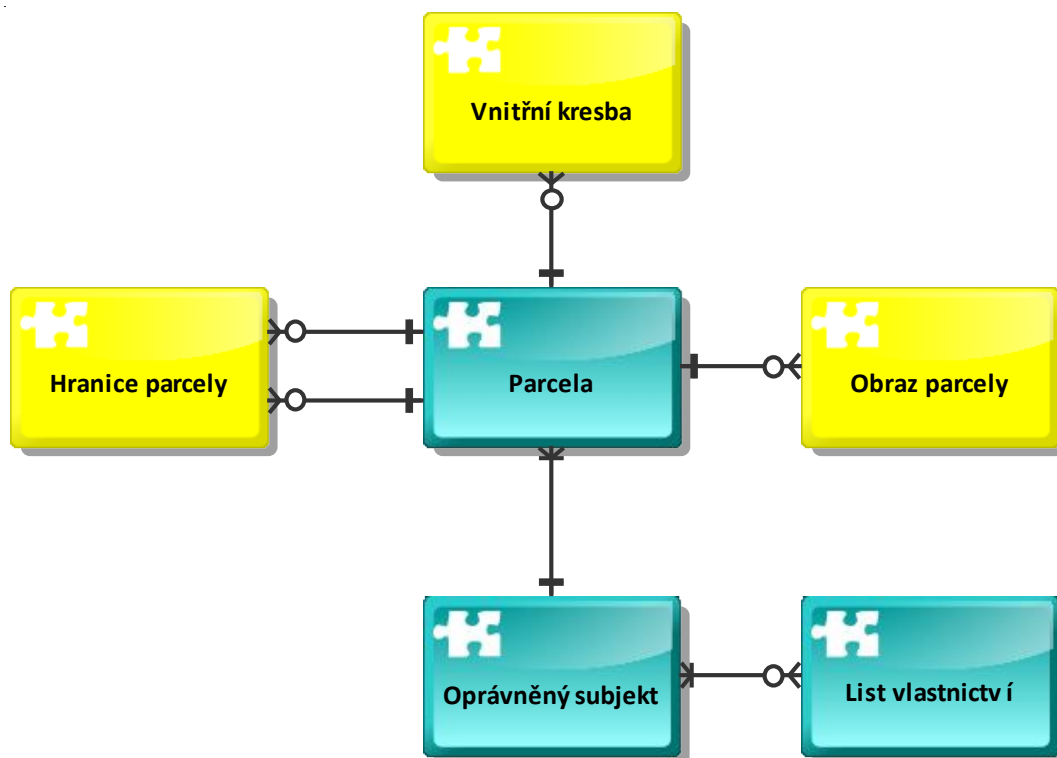 Vnitřní kresba
Hranice parcely
Parcela
Obraz parcely
Oprávněný subjekt
List vlastnictv í